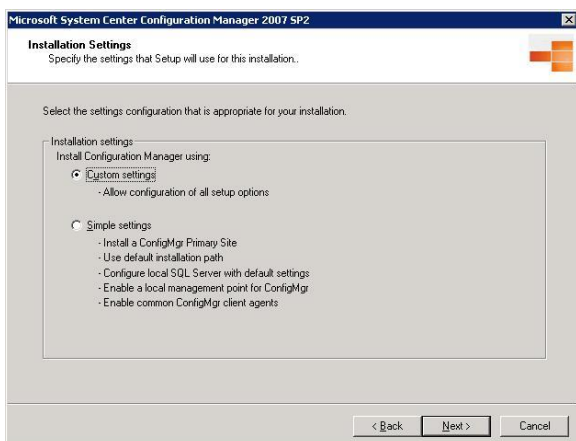 Microsoft System Center Configuration Manager 2007 SP2
Installation Settings
Specify the settings that Setup will use for this installation..
Select the settings configuration that is appropriate for your installation.
Installation settings
Install Configuration Manager using:
Custom settings
- Allow configuration of all setup options
Simple settings
- Install a ConfigMgr Primary Site
- Use default installation path
- Configure local SQL Server with default settings
- Enable a local management point for ConfigMgr
- Enable common ConfigMgr client agents
< Back
Next >
Cancel